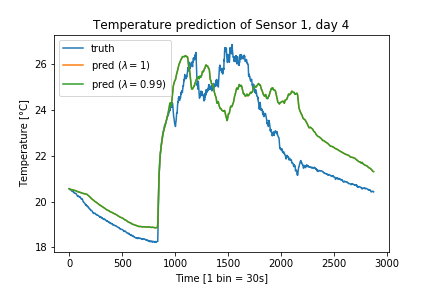 Temperature prediction of Sensor 1, day 4
truth
pred (λ = 1)
pred (λ = 0.99)
Temperature [°C]
26
24
22
20
18
0
500
1000
1500
2000
2500
3000
Time [1 bin = 30s]